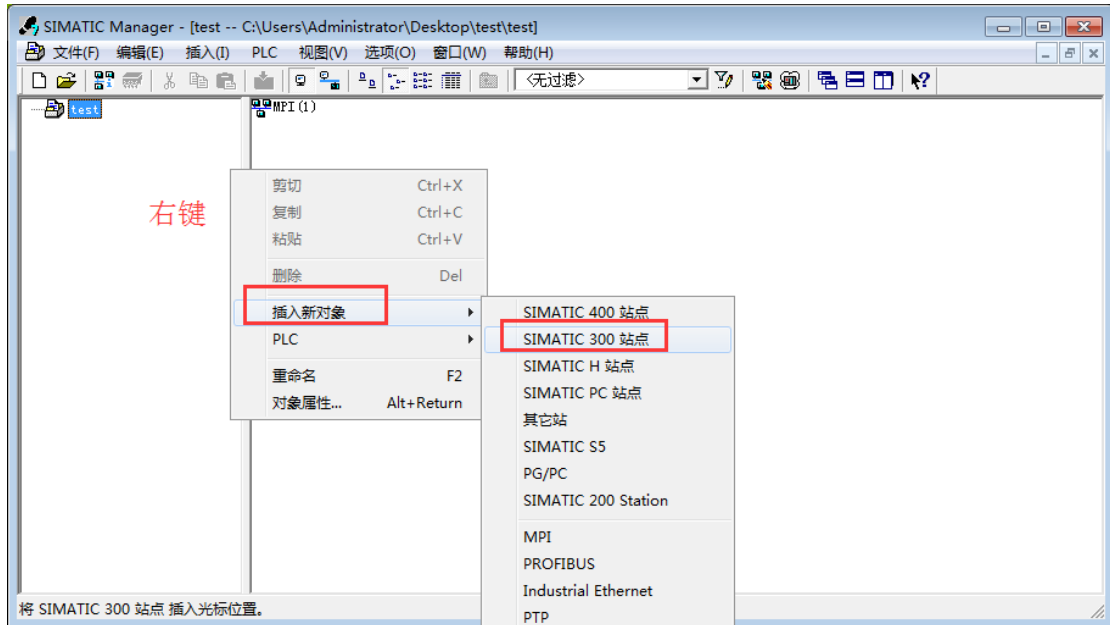 SIMATIC Manager - [test -- C:\Users\Administrator\Desktop\test\test]
文件(F) 编辑(E) 插入(I) PLC 视图(V) 选项(O) 窗口(W) 帮助(H)
<无过滤>
test
MPI(1)
右键
剪切 Ctrl+X
复制 Ctrl+C
粘贴 Ctrl+V
删除 Del
插入新对象
PLC
重命名 F2
对象属性... Alt+Return
SIMATIC 400 站点
SIMATIC 300 站点
SIMATIC H 站点
SIMATIC PC 站点
其它站
SIMATIC S5
PG/PC
SIMATIC 200 Station
MPI
PROFIBUS
Industrial Ethernet
PTP
将 SIMATIC 300 站点 插入光标位置。